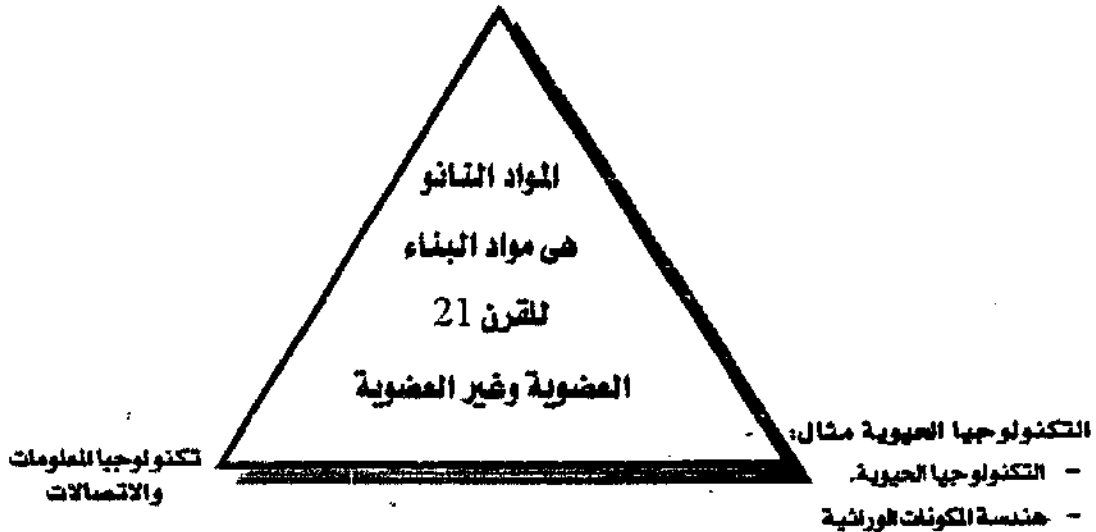 المواد النانو
هى مواد البناء
للقرن 21
العضوية وغير العضوية
التكنولوجيا الحيوية مثال:
- التكنولوجيا الحيوية.
- هندسة المكونات الوراثية
تكنولوجيا المعلومات
والاتصالات